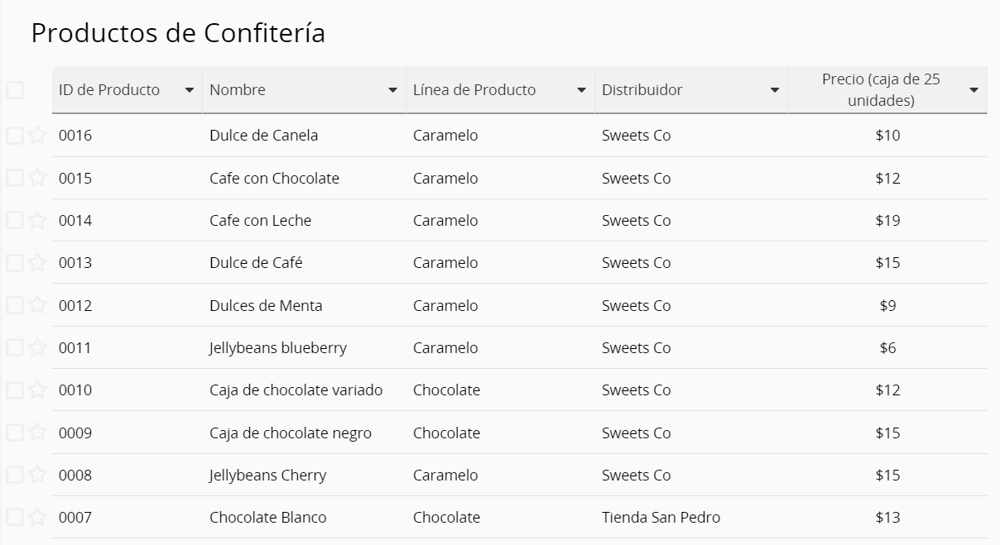 Productos de Confitería
ID de Producto Nombre Línea de Producto Distribuidor Precio (caja de 25 unidades)
0016 Dulce de Canela Caramelo Sweets Co $10
0015 Cafe con Chocolate Caramelo Sweets Co $12
0014 Cafe con Leche Caramelo Sweets Co $19
0013 Dulce de Café Caramelo Sweets Co $15
0012 Dulces de Menta Caramelo Sweets Co $9
0011 Jellybeans blueberry Caramelo Sweets Co $6
0010 Caja de chocolate variado Chocolate Sweets Co $12
0009 Caja de chocolate negro Chocolate Sweets Co $15
0008 Jellybeans Cherry Caramelo Sweets Co $15
0007 Chocolate Blanco Chocolate Tienda San Pedro $13